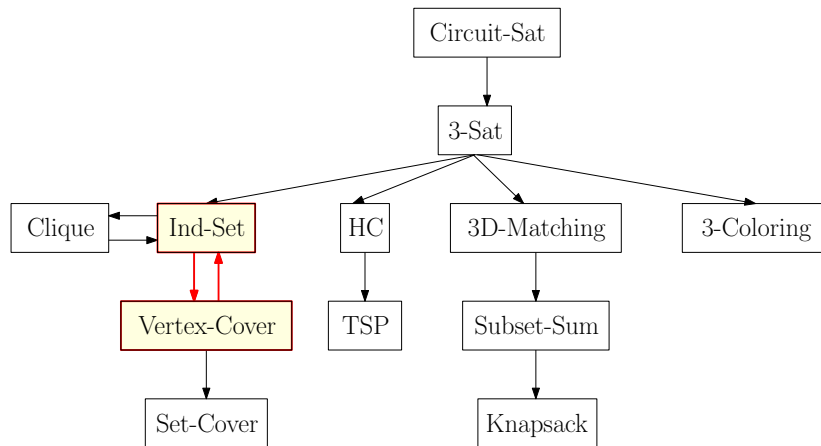 Circuit-Sat
3-Sat
Clique
Ind-Set
HC
3D-Matching
3-Coloring
Vertex-Cover
TSP
Subset-Sum
Set-Cover
Knapsack